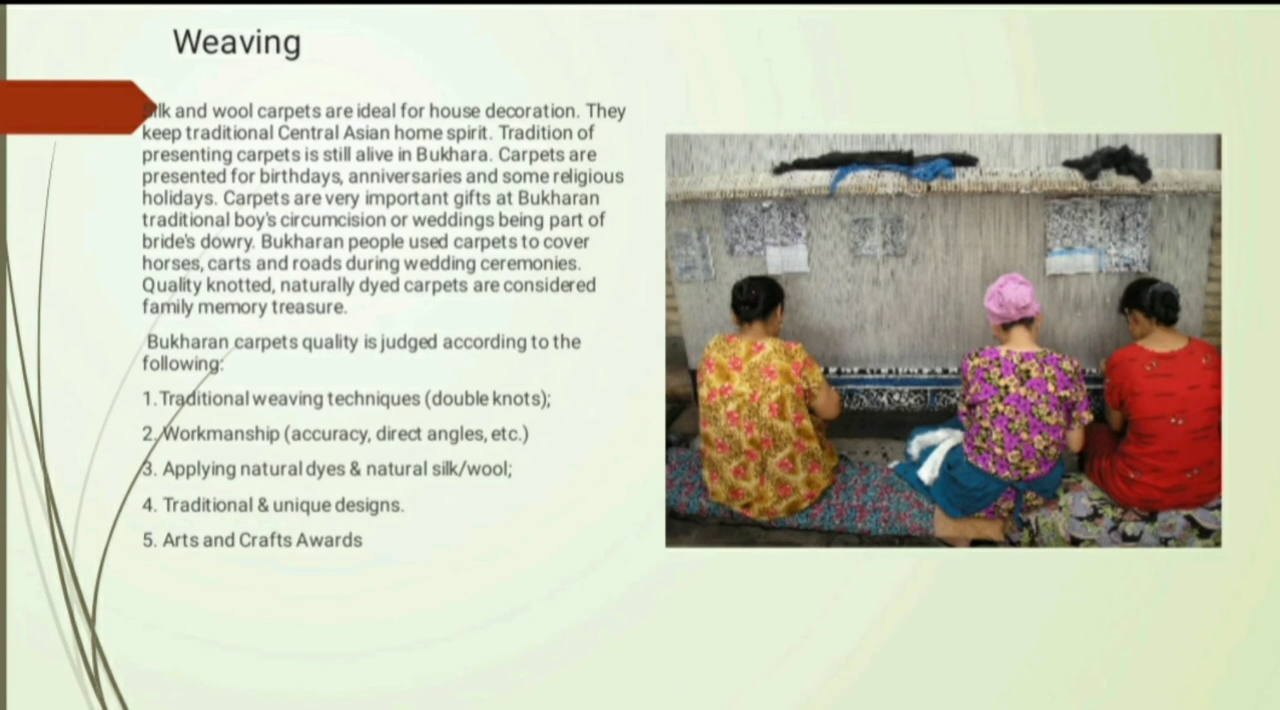 Weaving
Silk and wool carpets are ideal for house decoration. They
keep traditional Central Asian home spirit. Tradition of
presenting carpets is still alive in Bukhara. Carpets are
presented for birthdays, anniversaries and some religious
holidays. Carpets are very important gifts at Bukharan
traditional boy's circumcision or weddings being part of
bride's dowry. Bukharan people used carpets to cover
horses, carts and roads during wedding ceremonies.
Quality knotted, naturally dyed carpets are considered
family memory treasure.
Bukharan carpets quality is judged according to the
following:
1. Traditional weaving techniques (double knots);
2. Workmanship (accuracy, direct angles, etc.)
3. Applying natural dyes & natural silk/wool;
4. Traditional & unique designs.
5. Arts and Crafts Awards